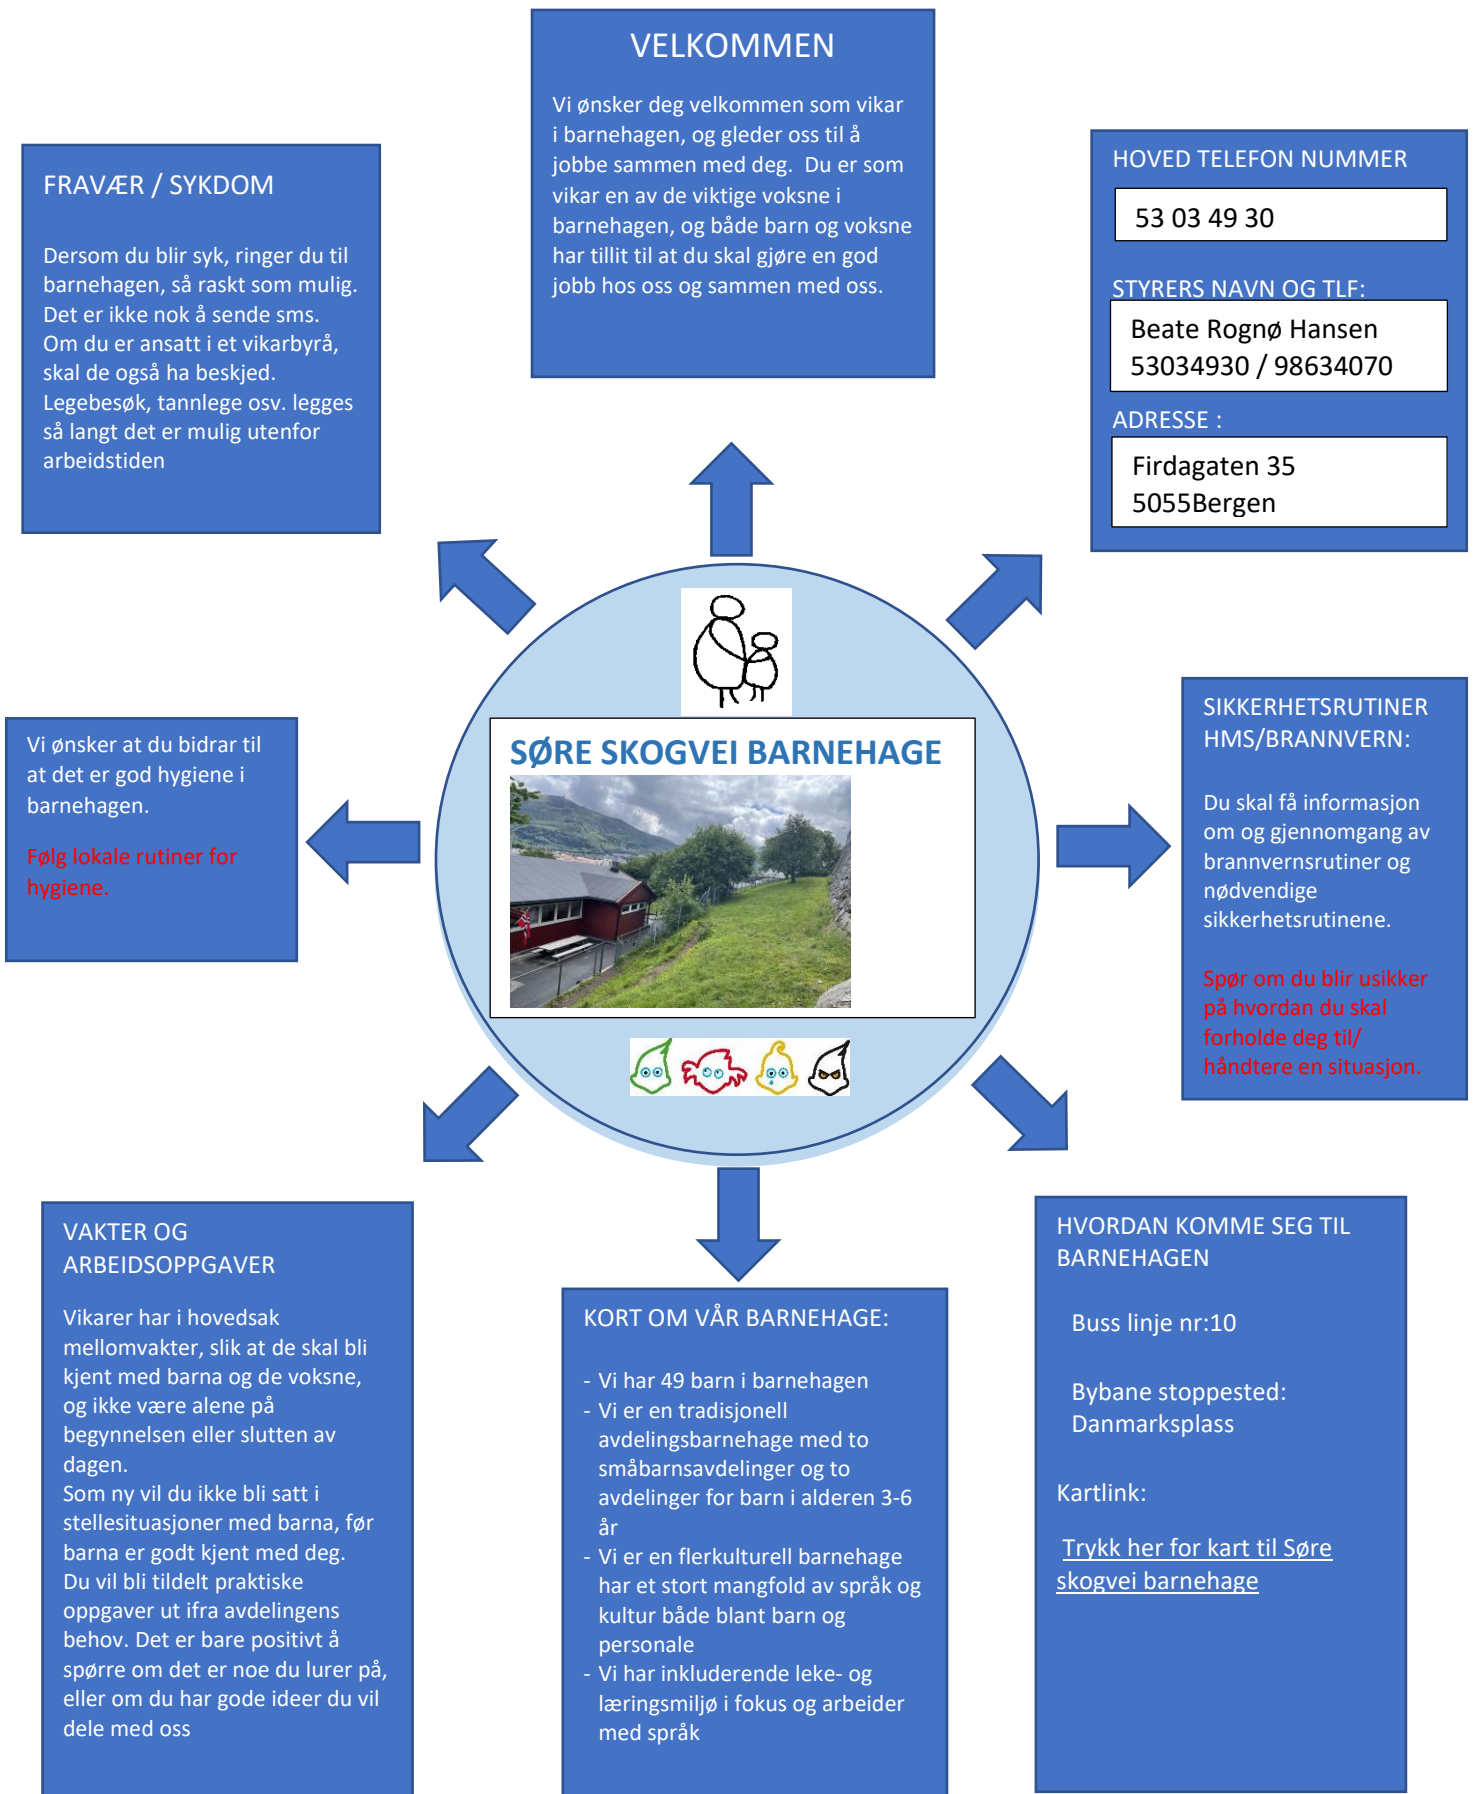 VELKOMMEN
Vi ønsker deg velkommen som vikar
i barnehagen, og gleder oss til å
jobbe sammen med deg.  Du er som
vikar en av de viktige voksne i
barnehagen, og både barn og voksne
har tillit til at du skal gjøre en god
jobb hos oss og sammen med oss.
FRAVÆR / SYKDOM
Dersom du blir syk, ringer du til
barnehagen, så raskt som mulig.
Det er ikke nok å sende sms.
Om du er ansatt i et vikarbyrå,
skal de også ha beskjed.
Legebesøk, tannlege osv. legges
så langt det er mulig utenfor
arbeidstiden
HOVED TELEFON NUMMER
53 03 49 30
STYRERS NAVN OG TLF:
Beate Rognø Hansen
53034930 / 98634070
ADRESSE :
Firdagaten 35
5055Bergen
Vi ønsker at du bidrar til
at det er god hygiene i
barnehagen.
Følg lokale rutiner for
hygiene.
SØRE SKOGVEI BARNEHAGE
SIKKERHETSRUTINER
HMS/BRANNVERN:
Du skal få informasjon
om og gjennomgang av
brannvernsrutiner og
nødvendige
sikkerhetsrutinene.
Spør om du blir usikker
på hvordan du skal
forholde deg til/
håndtere en situasjon.
VAKTER OG
ARBEIDSOPPGAVER
Vikarer har i hovedsak
mellomvakter, slik at de skal bli
kjent med barna og de voksne,
og ikke være alene på
begynnelsen eller slutten av
dagen.
Som ny vil du ikke bli satt i
stellesituasjoner med barna, før
barna er godt kjent med deg.
Du vil bli tildelt praktiske
oppgaver ut ifra avdelingens
behov. Det er bare positivt å
spørre om det er noe du lurer på,
eller om du har gode ideer du vil
dele med oss
KORT OM VÅR BARNEHAGE:
- Vi har 49 barn i barnehagen
- Vi er en tradisjonell
avdelingsbarnehage med to
småbarnsavdelinger og to
avdelinger for barn i alderen 3-6
år
- Vi er en flerkulturell barnehage
har et stort mangfold av språk og
kultur både blant barn og
personale
- Vi har inkluderende leke- og
læringsmiljø i fokus og arbeider
med språk
HVORDAN KOMME SEG TIL
BARNEHAGEN
Buss linje nr:10
Bybane stoppested:
Danmarksplass
Kartlink:
Trykk her for kart til Søre
skogvei barnehage